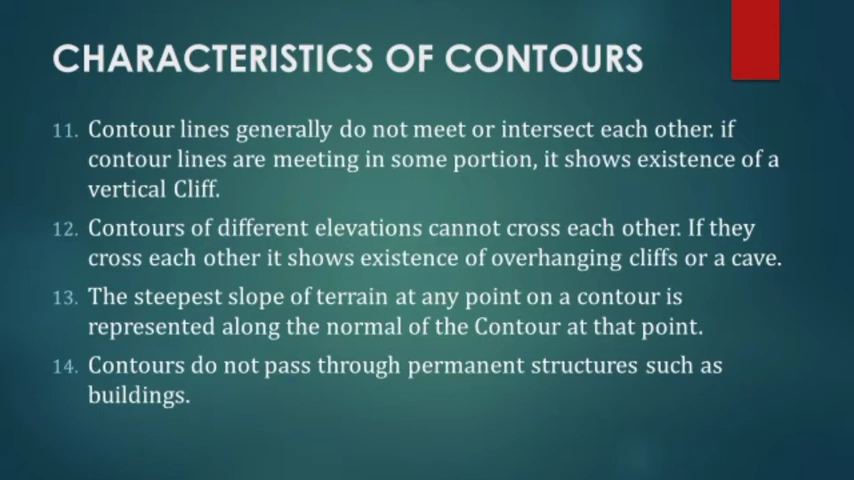 CHARACTERISTICS OF CONTOURS
11. Contour lines generally do not meet or intersect each other. if
contour lines are meeting in some portion, it shows existence of a
vertical Cliff.
12. Contours of different elevations cannot cross each other. If they
cross each other it shows existence of overhanging cliffs or a cave.
13. The steepest slope of terrain at any point on a contour is
represented along the normal of the Contour at that point.
14. Contours do not pass through permanent structures such as
buildings.